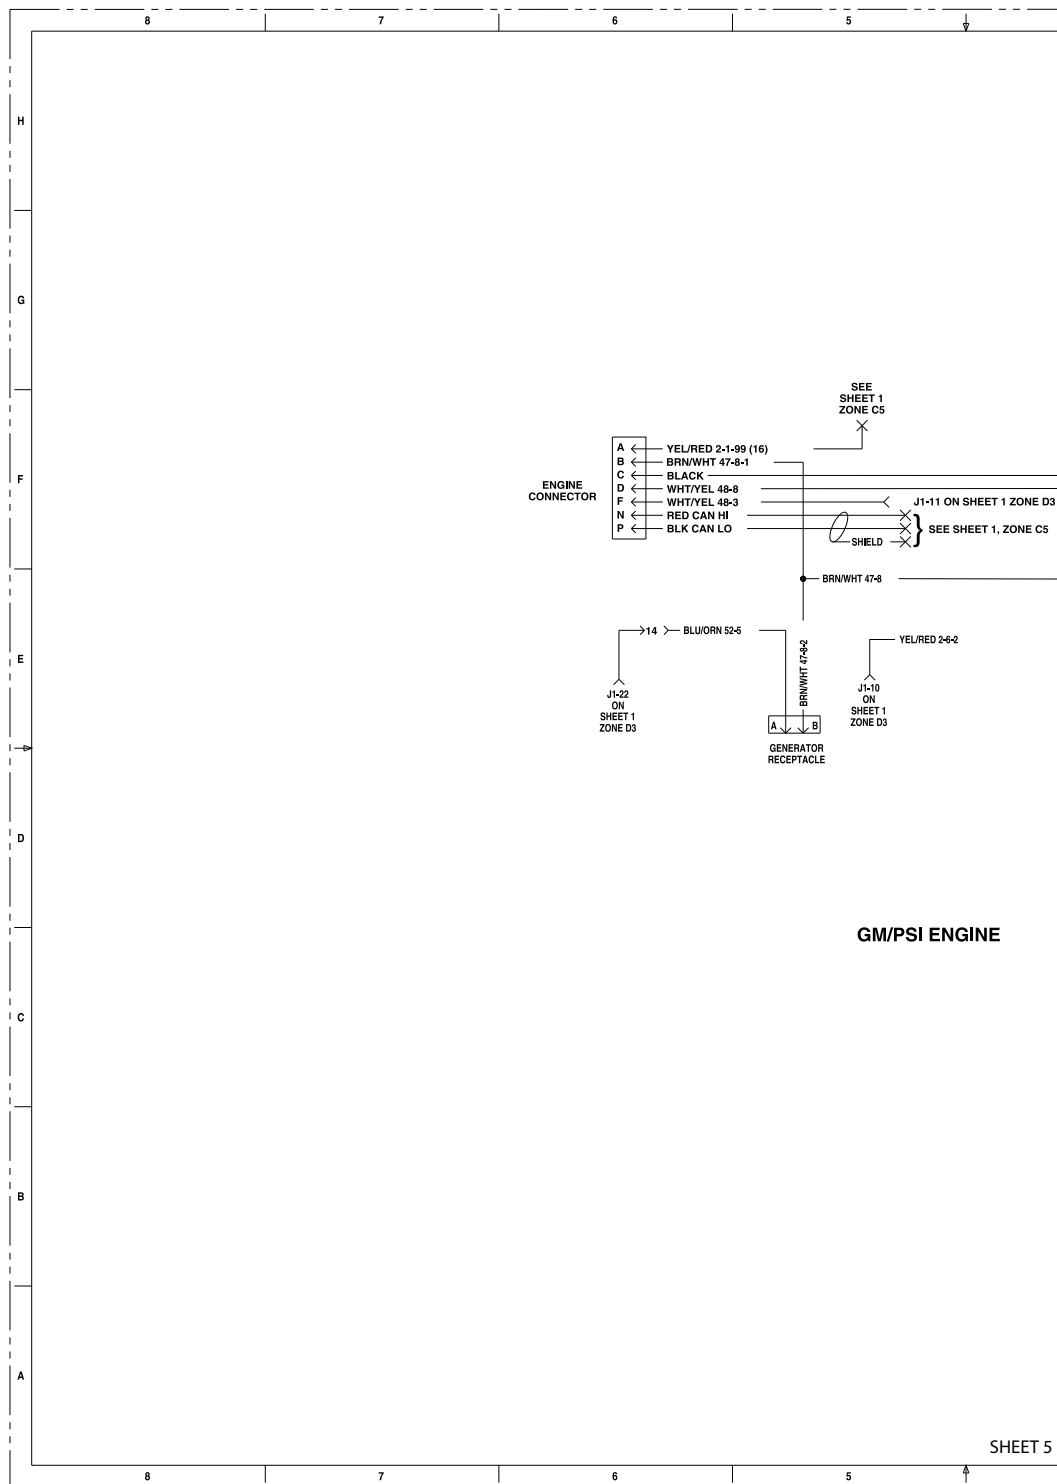 8 7 6 5
H
G
SEE
SHEET 1
ZONE C5
F
ENGINE
CONNECTOR
A YEL/RED 2-1-99 (16)
B BRN/WHT 47-8-1
C BLACK
D WHT/YEL 48-8
F WHT/YEL 48-3
J1-11 ON SHEET 1 ZONE D3
N RED CAN HI
P BLK CAN LO
SEE SHEET 1, ZONE C5
SHIELD
BRN/WHT 47-8
E
14 BLU/ORN 52-5
BRN/WHT 47-8-2
YEL/RED 2-6-2
J1-22
ON
SHEET 1
ZONE D3
J1-10
ON
SHEET 1
ZONE D3
A B
GENERATOR
RECEPTACLE
D
GM/PSI ENGINE
C
B
A
SHEET 5
8 7 6 5